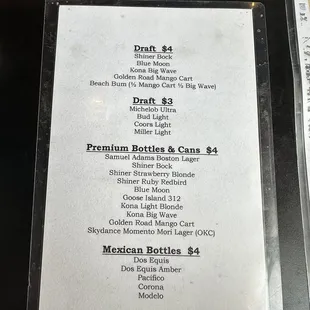 Draft $4
Shiner Bock
Blue Moon
Kona Big Wave
Golden Road Mango Cart
Beach Bum (½ Mango Cart ½ Big Wave)
Draft $3
Michelob Ultra
Bud Light
Coors Light
Miller Light
Premium Bottles & Cans $4
Samuel Adams Boston Lager
Shiner Bock
Shiner Strawberry Blonde
Shiner Ruby Redbird
Blue Moon
Goose Island 312
Kona Light Blonde
Kona Big Wave
Golden Road Mango Cart
Skydance Momento Mori Lager (OKC)
Mexican Bottles $4
Dos Equis
Dos Equis Amber
Pacifico
Corona
Modelo